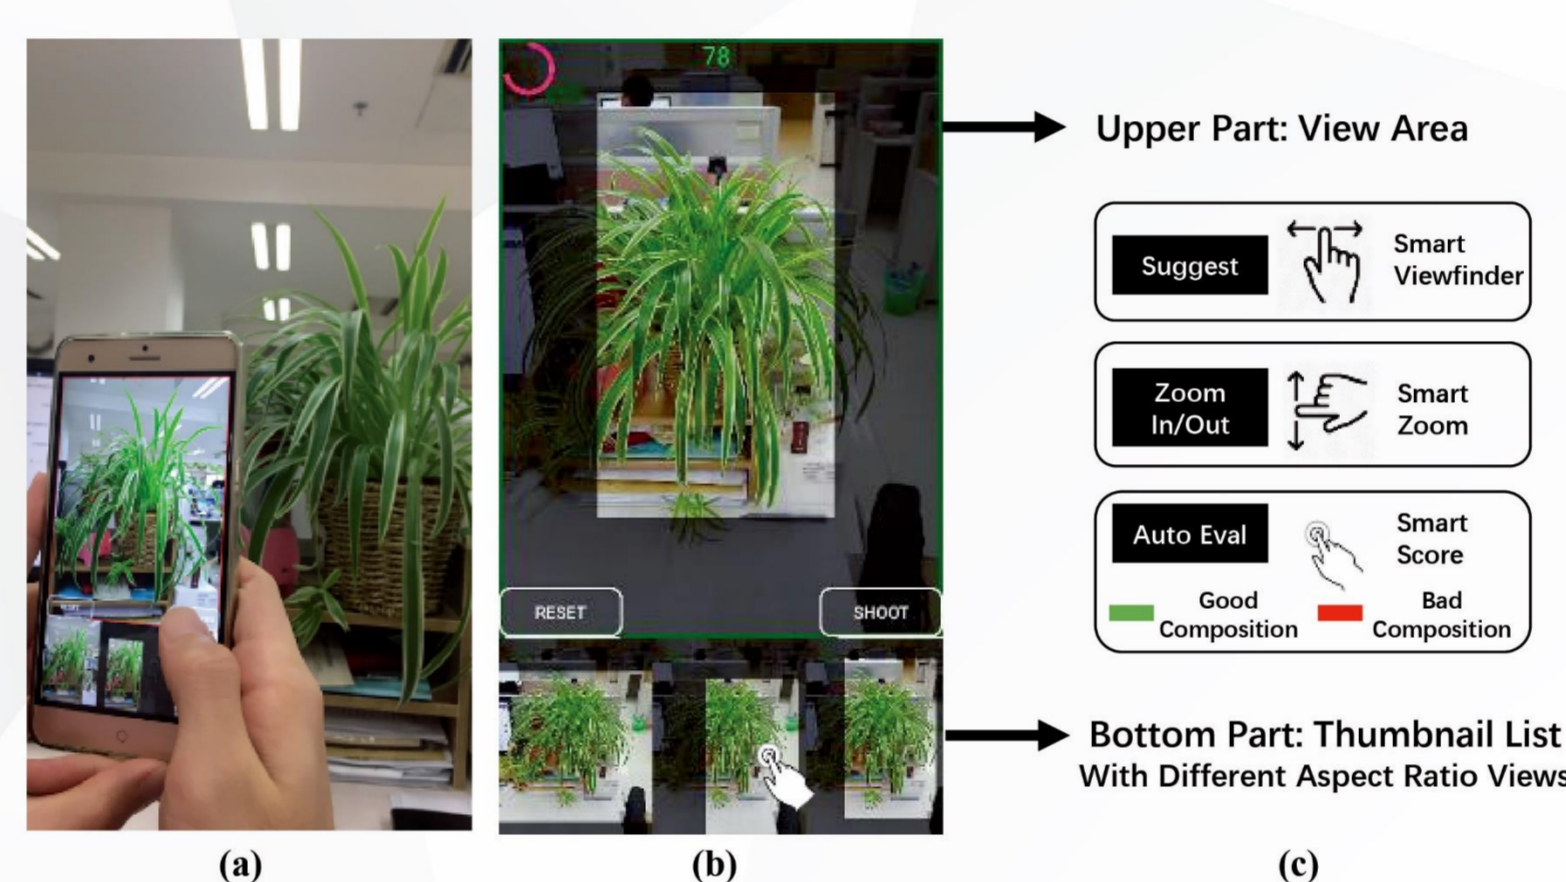 78
RESET
SHOOT
Upper Part: View Area
Suggest
Smart
Viewfinder
Zoom
In/Out
Smart
Zoom
Auto Eval
Smart
Score
Good
Composition
Bad
Composition
Bottom Part: Thumbnail List
With Different Aspect Ratio Views
(a)
(b)
(c)